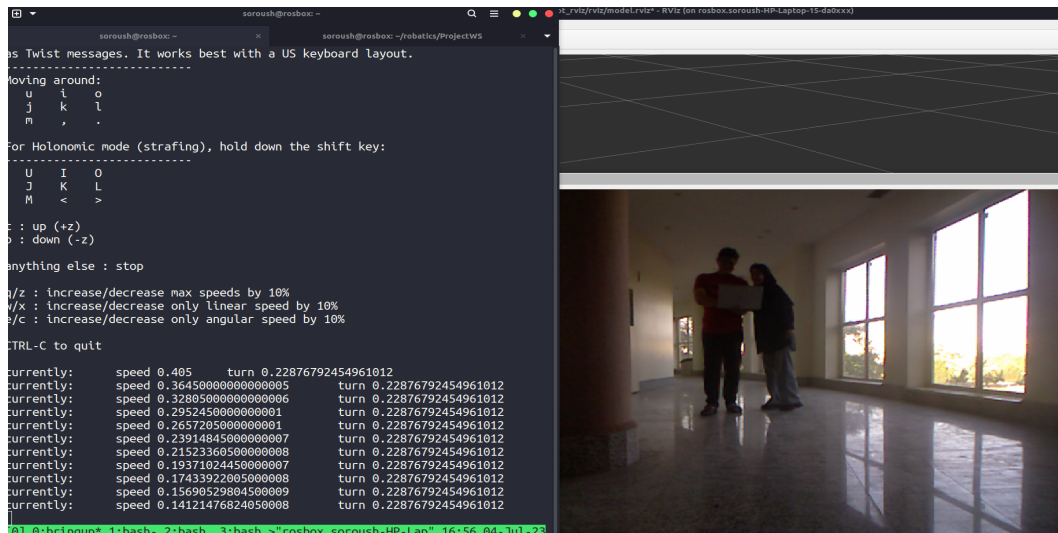 soroush@rosbox: ~
soroush@rosbox: ~ × soroush@rosbox: ~/robatics/ProjectWS ×
as Twist messages. It works best with a US keyboard layout.
---------------------------
Moving around:
u i o
j k l
m , .
For Holonomic mode (strafing), hold down the shift key:
---------------------------
U I O
J K L
M < >
t : up (+z)
b : down (-z)
anything else : stop
q/z : increase/decrease max speeds by 10%
w/x : increase/decrease only linear speed by 10%
e/c : increase/decrease only angular speed by 10%
CTRL-C to quit
currently: speed 0.405 turn 0.22876792454961012
currently: speed 0.36450000000000005 turn 0.22876792454961012
currently: speed 0.32805000000000006 turn 0.22876792454961012
currently: speed 0.2952450000000001 turn 0.22876792454961012
currently: speed 0.2657205000000001 turn 0.22876792454961012
currently: speed 0.23914845000000007 turn 0.22876792454961012
currently: speed 0.21523360500000008 turn 0.22876792454961012
currently: speed 0.19371024450000007 turn 0.22876792454961012
currently: speed 0.17433922005000008 turn 0.22876792454961012
currently: speed 0.15690529804500009 turn 0.22876792454961012
currently: speed 0.14121476824050008 turn 0.22876792454961012
[0] 0:bringup* 1:bash- 2:bash 3:bash >"rosbox.soroush-HP-Lap" 16:56 04-Jul-23
ot_rviz/rviz/model.rviz* - RViz (on rosbox.soroush-HP-Laptop-15-da0xxx)